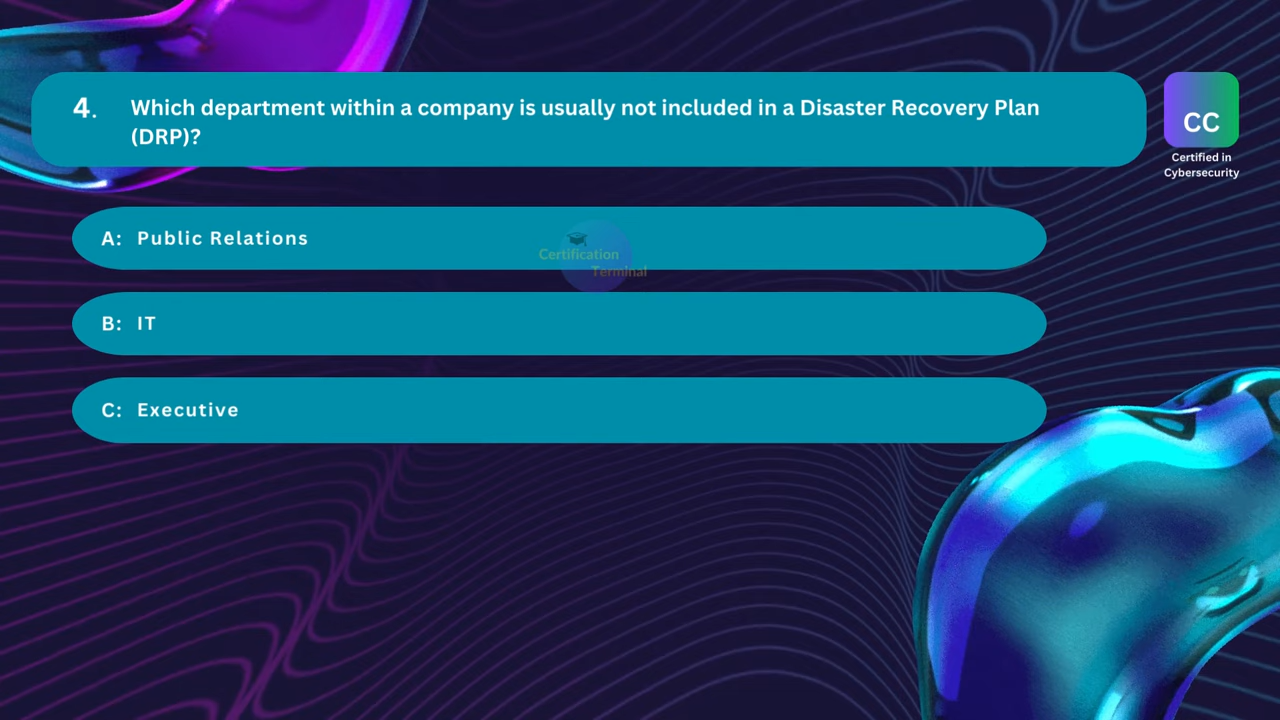 4. Which department within a company is usually not included in a Disaster Recovery Plan
(DRP)?
CC
Certified in
Cybersecurity
A: Public Relations
Certification
Terminal
B: IT
C: Executive